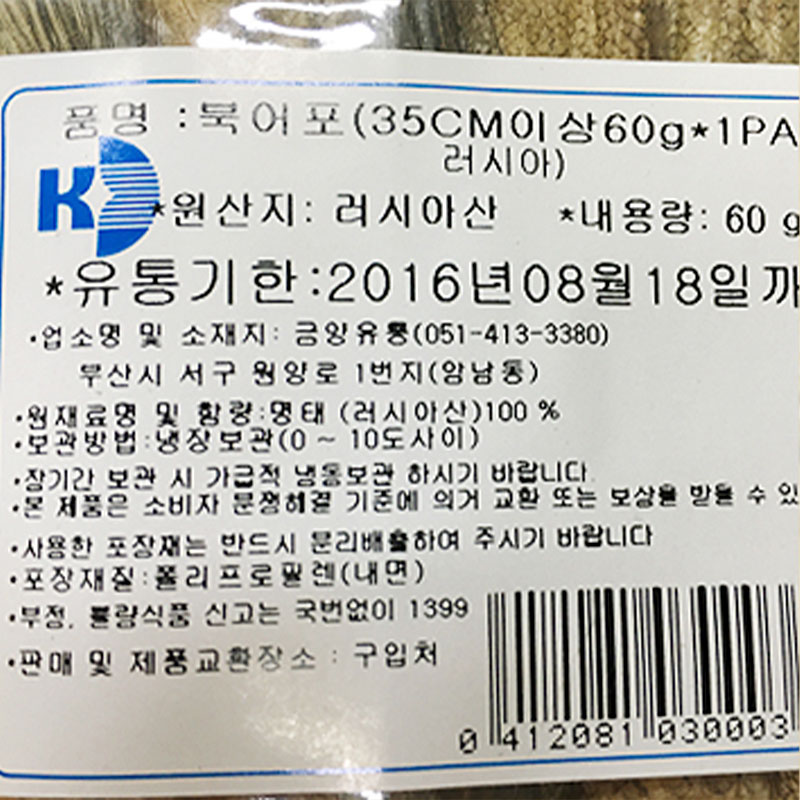 품명 :북어포(35CM이상60g*1PA
러시아)
K
*원산지: 러시아산 *내용량: 60 g
*유통기한:2016년08월18일까
·업소명 및 소재지: 금양유통(051-413-3380)
부산시 서구 원양로 1번지(암남동)
·원재료명 및 함량:명태 (러시아산)100 %
·보관방법:냉장보관(0 ~ 10도사이)
·장기간 보관 시 가급적 냉동보관 하시기 바랍니다.
·본 제품은 소비자 분쟁해결 기준에 의거 교환 또는 보상을 받을 수 있
·사용한 포장재는 반드시 분리배출하여 주시기 바랍니다
·포장재질:폴리프로필렌(내면)
·부정, 불량식품 신고는 국번없이 1399
·판매 및 제품교환장소 : 구입처
0 412081 030003